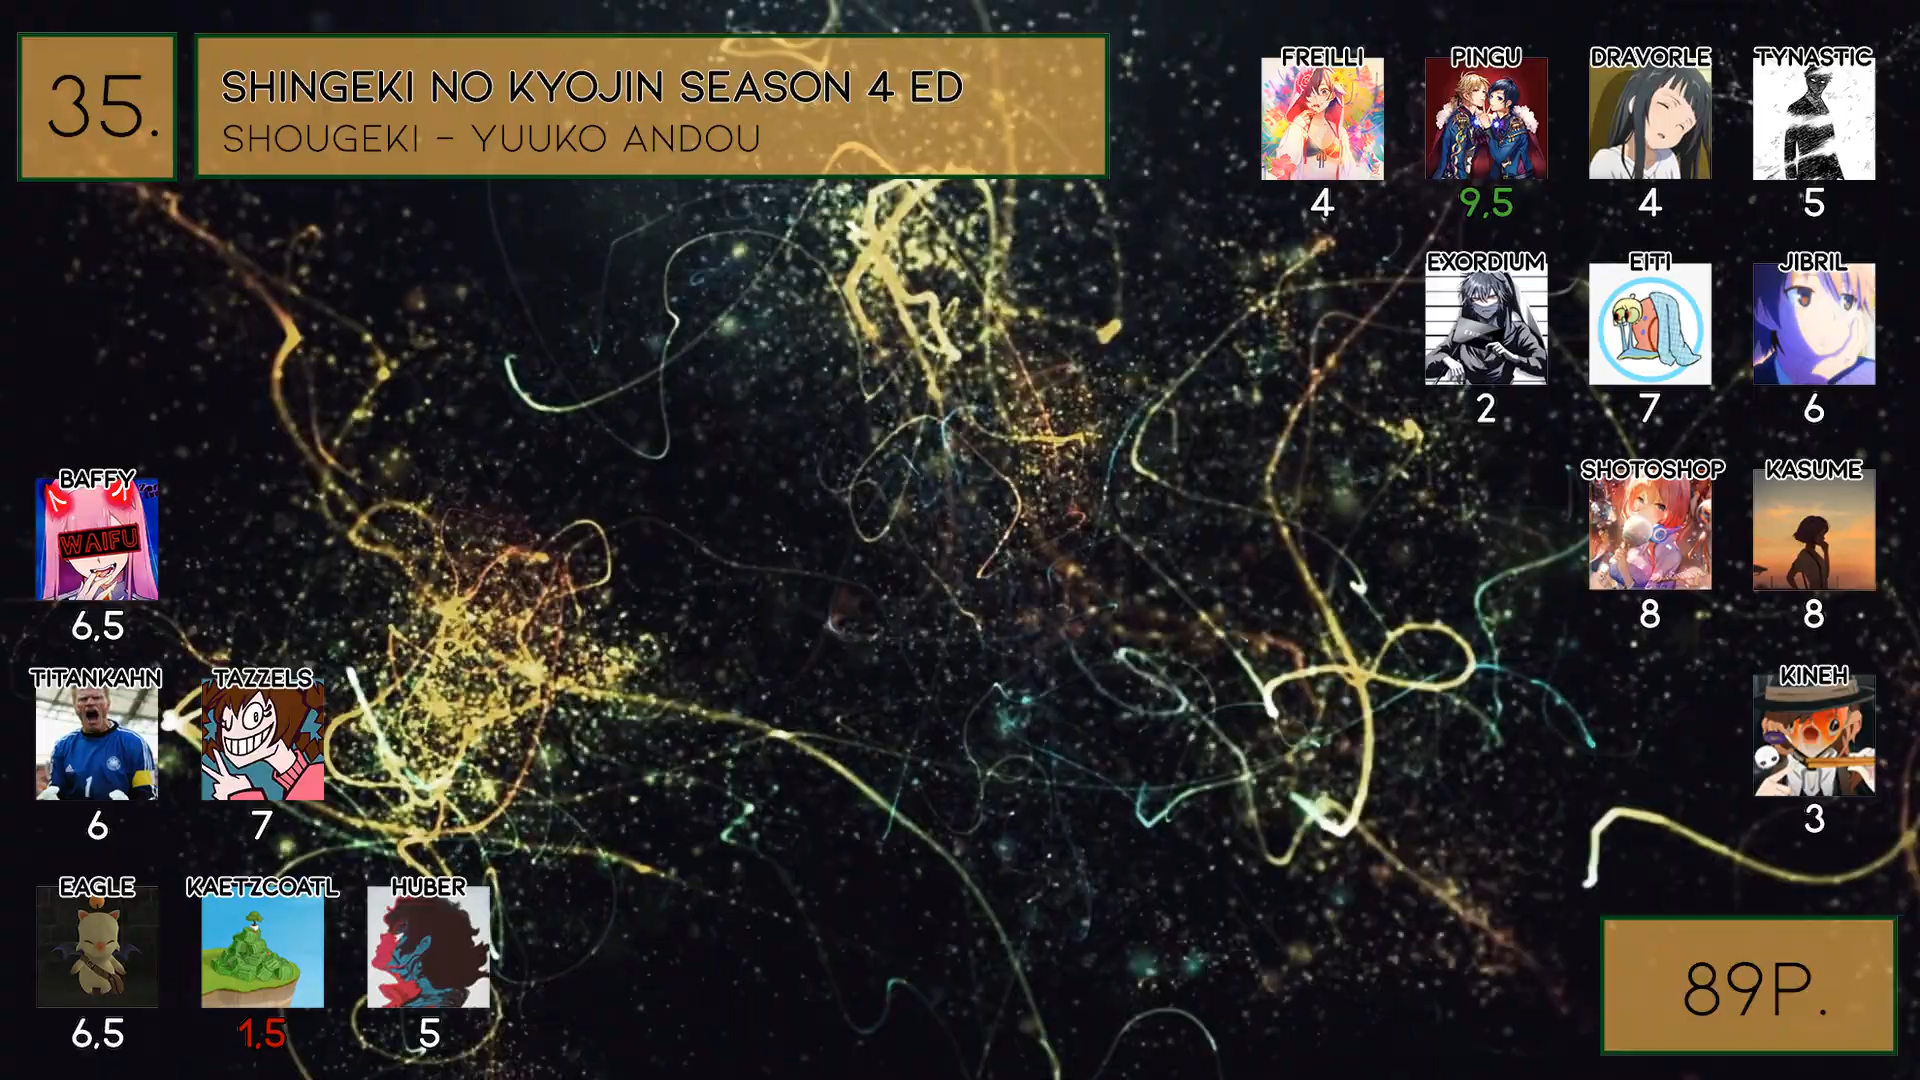 35.
SHINGEKI NO KYOJIN SEASON 4 ED
SHOUGEKI - YUUKO ANDOU
FREILLI PINGU DRAVORLE TYNASTIC
4 9,5 4 5
EXORDIUM EITI JIBRIL
2 7 6
BAFFY
WAIFU
6,5
SHOTOSHOP KASUME
8 8
TITANKAHN TAZZELS
1
6 7
KINEH
3
EAGLE KAETZCOATL HUBER
6,5 1,5 5
89P.